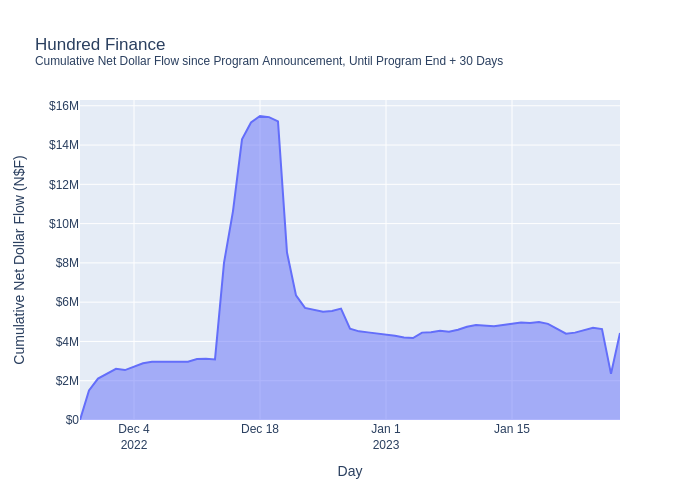 Hundred Finance
Cumulative Net Dollar Flow since Program Announcement, Until Program End + 30 Days
Cumulative Net Dollar Flow (N$F)
$16M
$14M
$12M
$10M
$8M
$6M
$4M
$2M
$0
Dec 4
2022
Dec 18
Jan 1
2023
Jan 15
Day